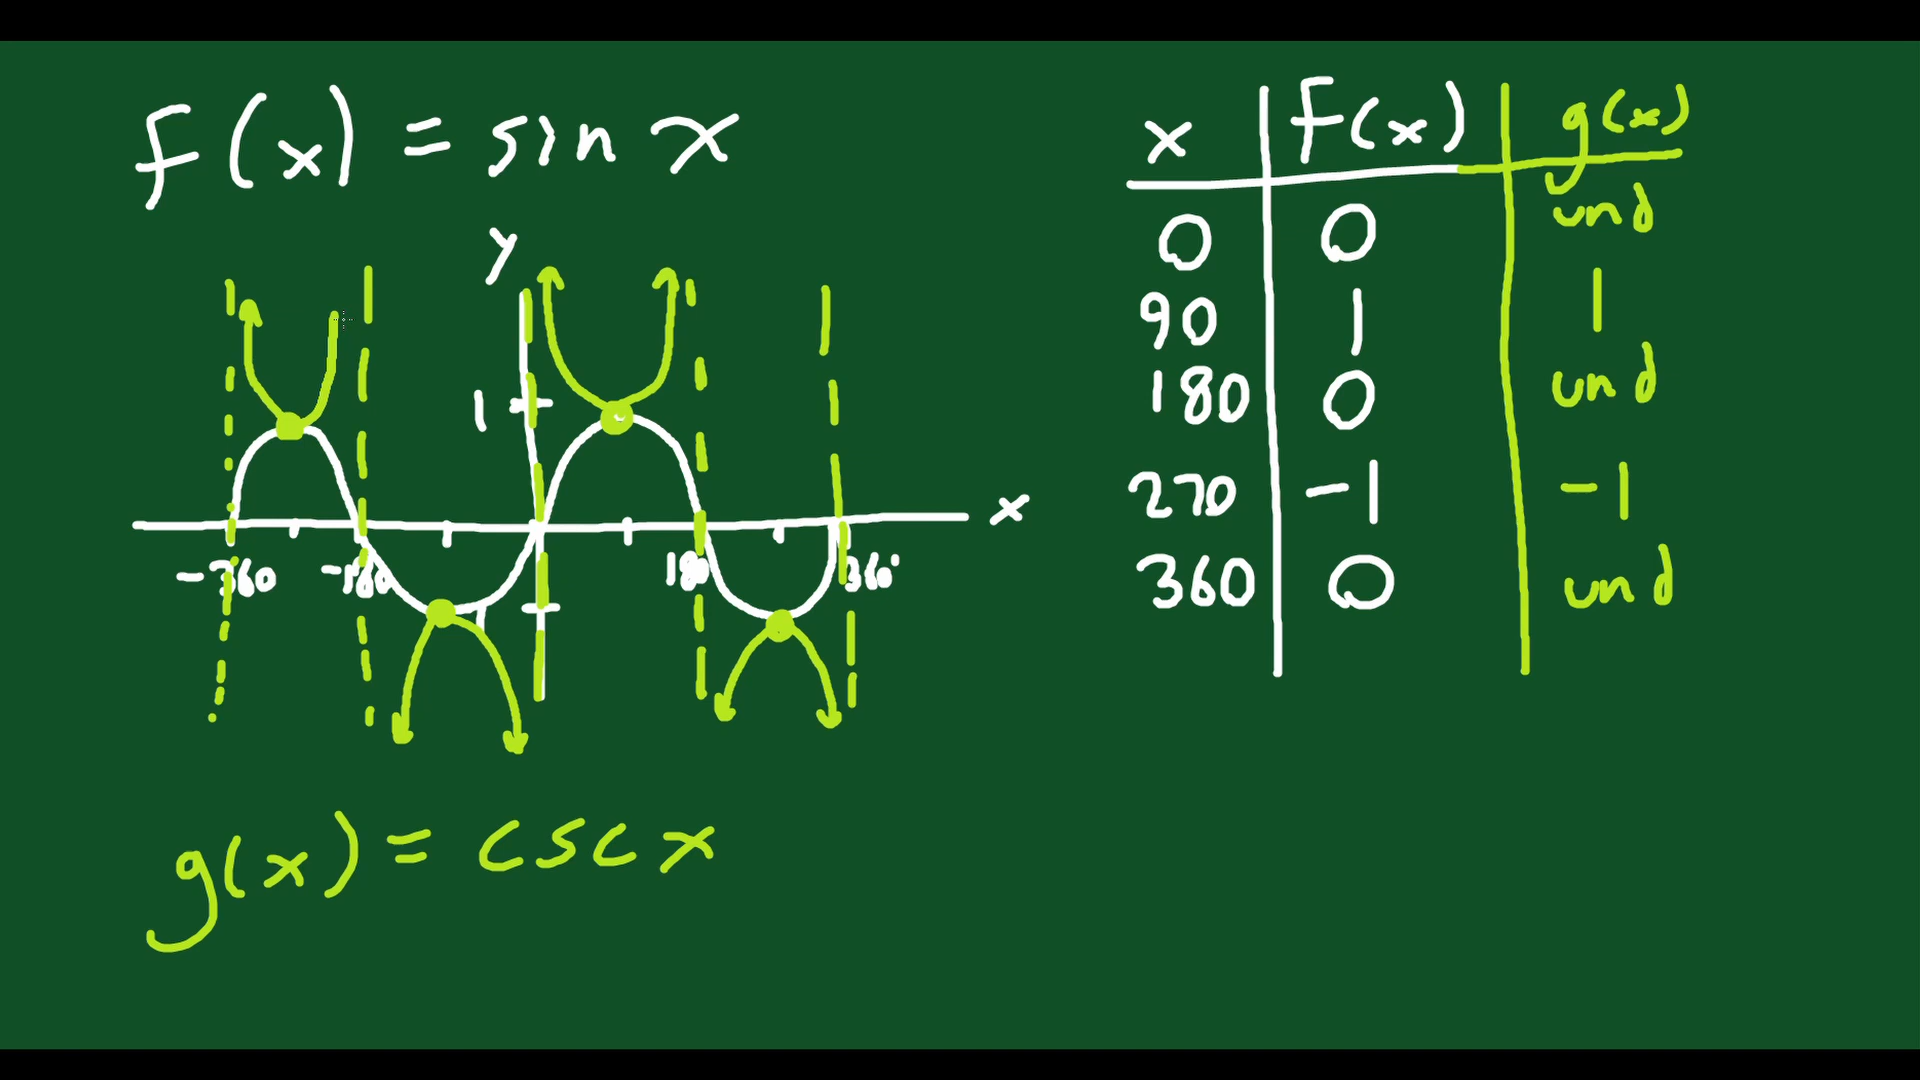 F(x) = sin x
y
1
x
-360 -180 180 360°
g(x) = csc x
x F(x) g(x)
0 0 und
90 1 1
180 0 und
270 -1 -1
360 0 und